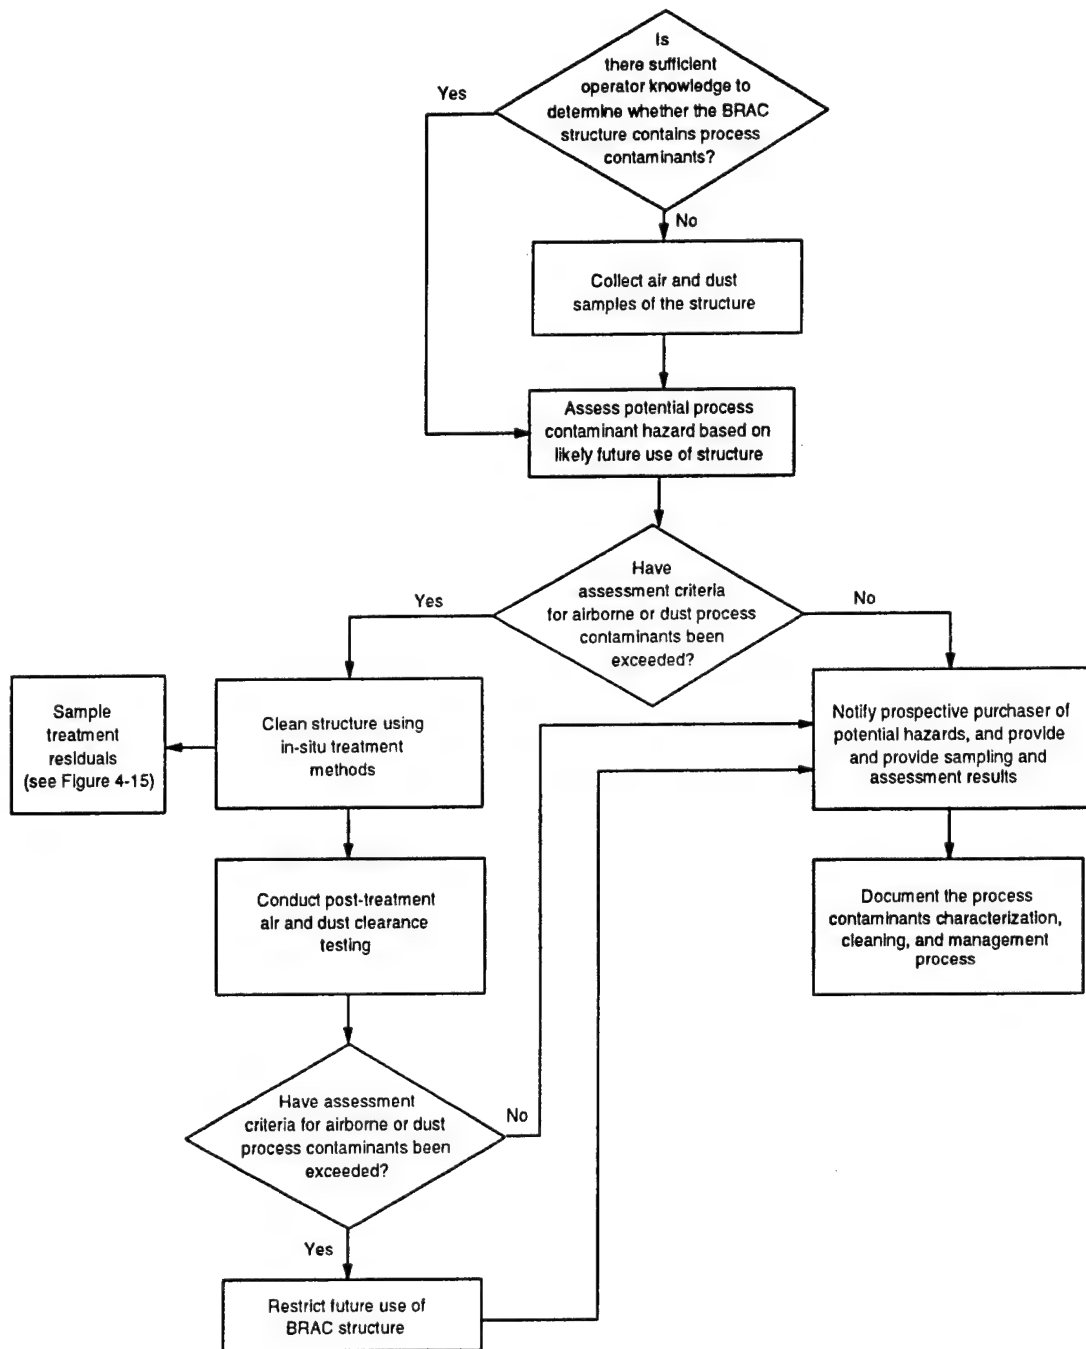 Is
there sufficient
operator knowledge to
determine whether the BRAC
structure contains process
contaminants?
Yes
No
Collect air and dust
samples of the structure
Assess potential process
contaminant hazard based on
likely future use of structure
Have
assessment criteria
for airborne or dust process
contaminants been
exceeded?
Yes
No
Sample
treatment
residuals
(see Figure 4-15)
Clean structure using
in-situ treatment
methods
Notify prospective purchaser of
potential hazards, and provide
and provide sampling and
assessment results
Conduct post-treatment
air and dust clearance
testing
Document the process
contaminants characterization,
cleaning, and management
process
Have assessment
criteria for airborne or dust
process contaminants been
exceeded?
No
Yes
Restrict future use of
BRAC structure